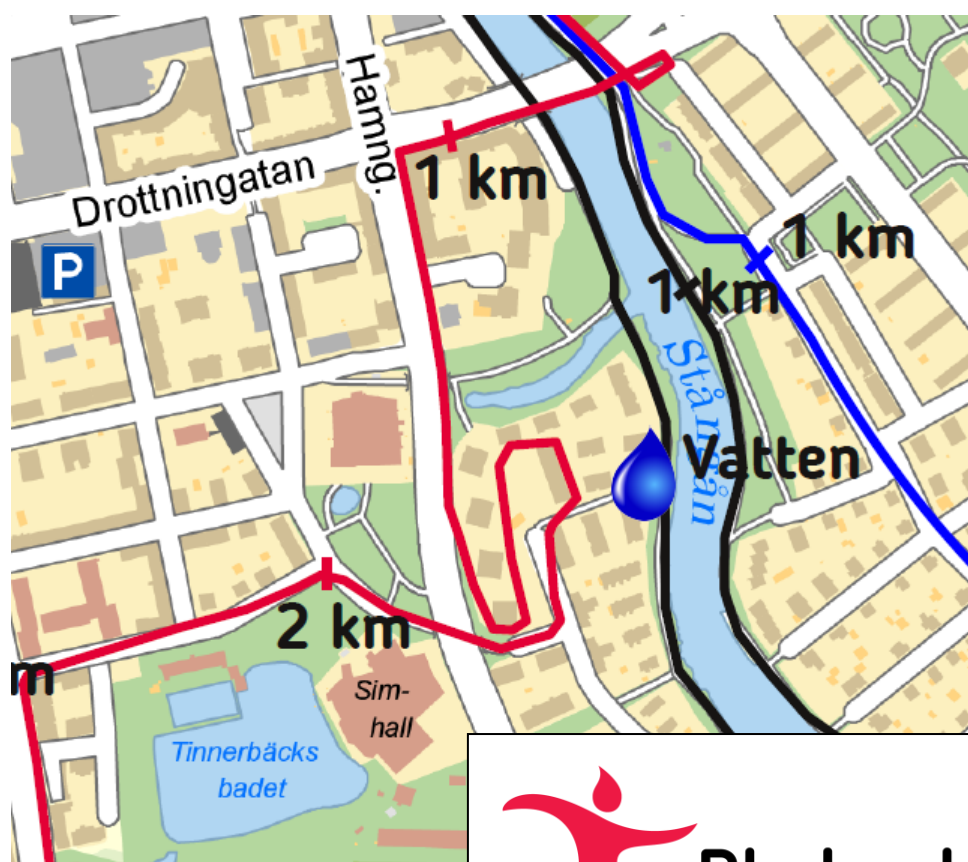 Hamng.
Drottningatan
1 km
P
1 km
1 km
Stångån
Vatten
2 km
m
Sim-
hall
Tinnerbäcks
badet